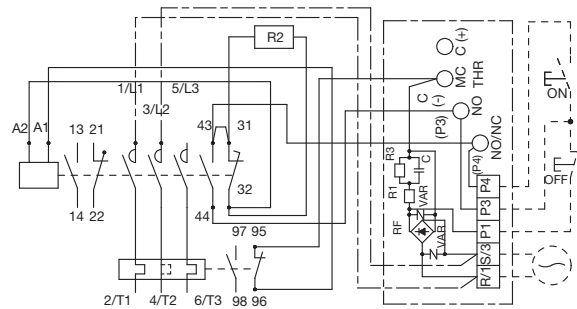 R2
C (+)
1/L1 5/L3
MC
THR
C
3/L2
(-)
NO
ON
A2 A1 13 21 43 31
(P3)
NO/NC
R3
C
(P4)
OFF
32
P4
14 22 44
R1
VAR
P3
97 95
RF
P1
VAR
S/3
R/1
2/T1 4/T2 6/T3 98 96